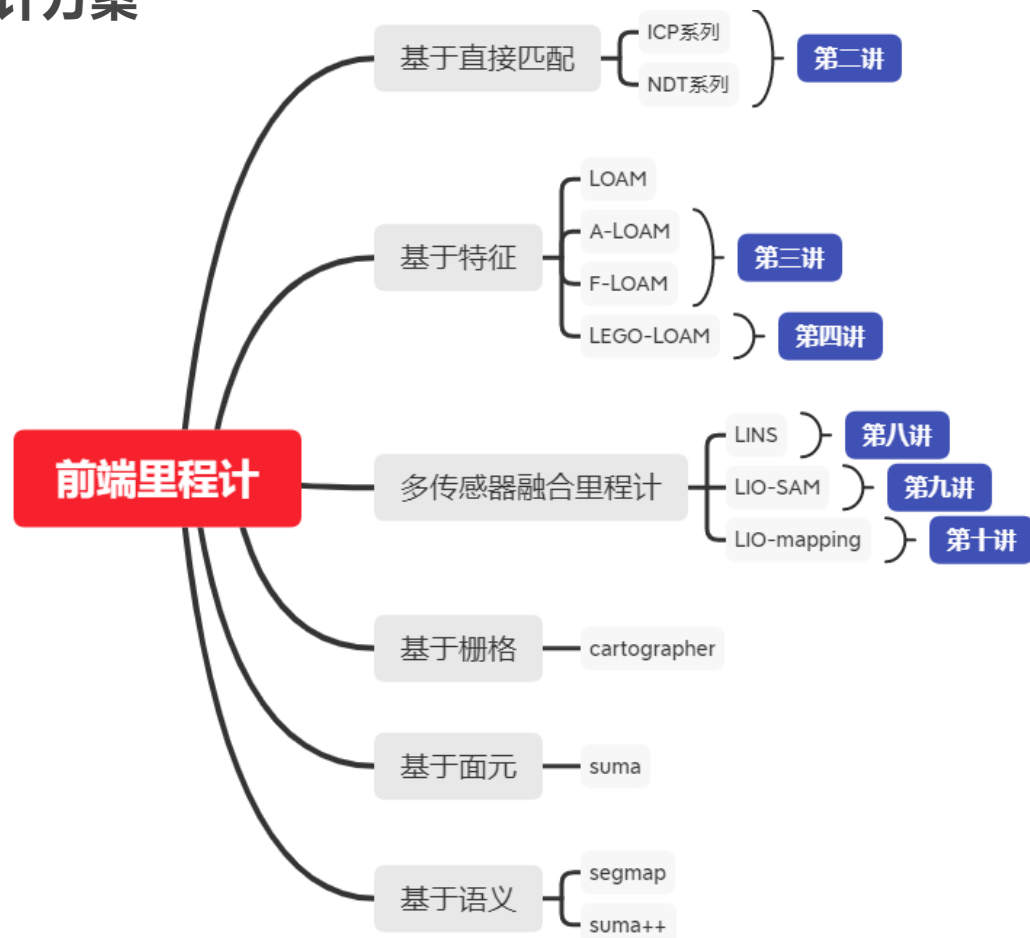 计方案
基于直接匹配
ICP系列
NDT系列
第二讲
基于特征
LOAM
A-LOAM
F-LOAM
第三讲
LEGO-LOAM
第四讲
前端里程计
多传感器融合里程计
LINS
第八讲
LIO-SAM
第九讲
LIO-mapping
第十讲
基于栅格
cartographer
基于面元
suma
基于语义
segmap
suma++